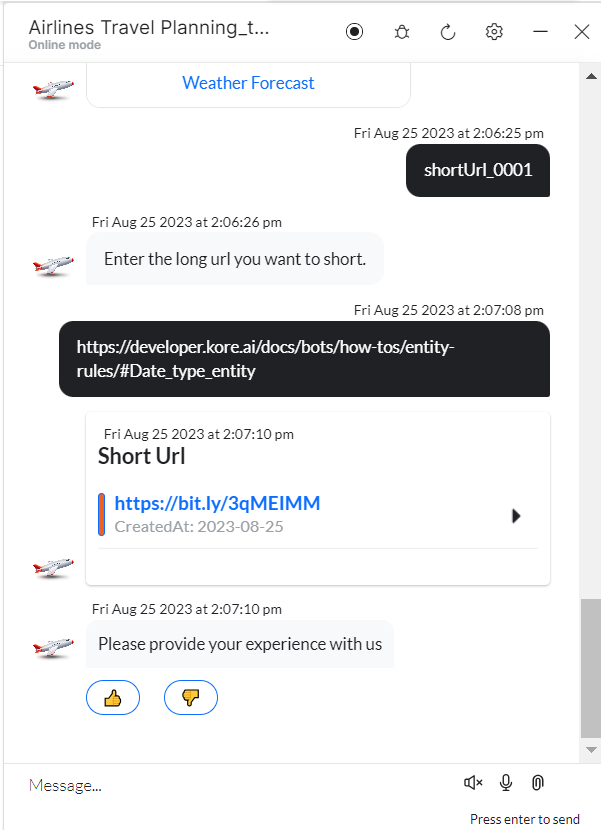 Airlines Travel Planning_t...
Online mode
Weather Forecast
Fri Aug 25 2023 at 2:06:25 pm
shortUrl_0001
Fri Aug 25 2023 at 2:06:26 pm
Enter the long url you want to short.
Fri Aug 25 2023 at 2:07:08 pm
https://developer.kore.ai/docs/bots/how-tos/entity-
rules/#Date_type_entity
Fri Aug 25 2023 at 2:07:10 pm
Short Url
https://bit.ly/3qMEIMM
CreatedAt: 2023-08-25
Fri Aug 25 2023 at 2:07:10 pm
Please provide your experience with us
Message...
Press enter to send